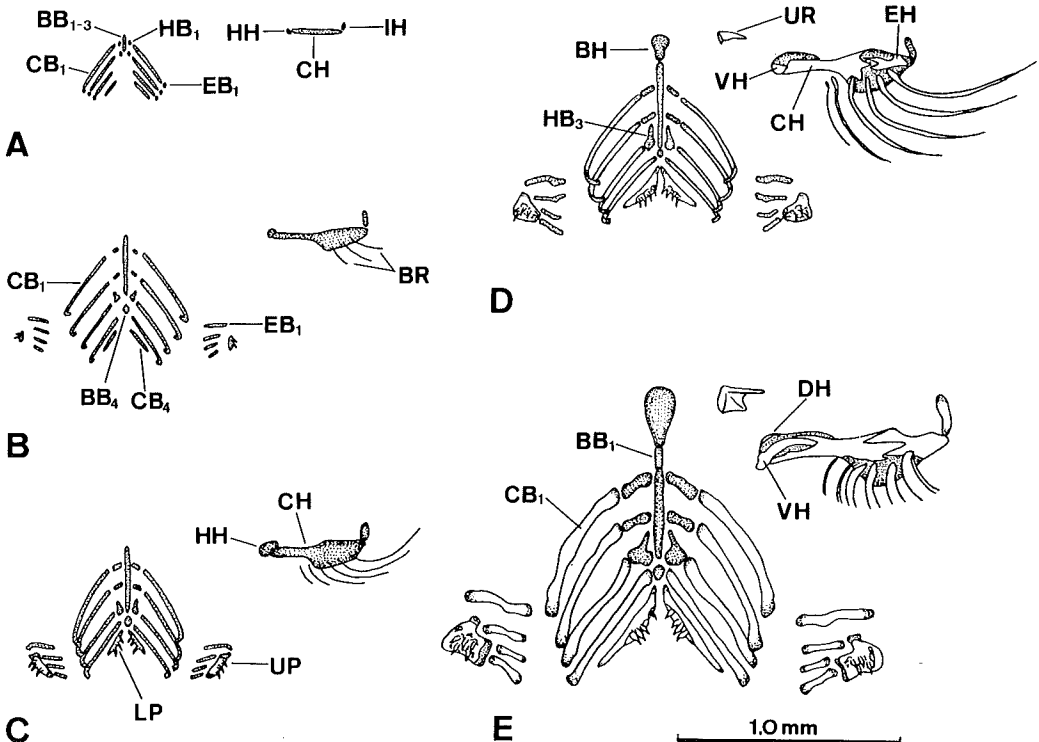 BB₁₋₃
HB₁
CB₁
EB₁
HH
IH
CH
A
CB₁
EB₁
BB₄
CB₄
BR
B
CH
HH
UP
LP
C
UR
EH
BH
VH
CH
HB₃
D
DH
BB₁
CB₁
VH
E
1.0 mm